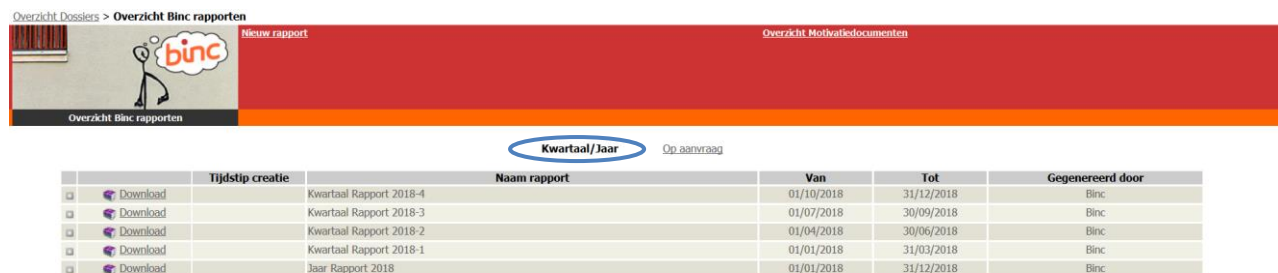 Overzicht Dossiers > Overzicht Binc rapporten
binc
Nieuw rapport Overzicht Motivatiedocumenten
Overzicht Binc rapporten
Kwartaal/Jaar Op aanvraag
Tijdstip creatie Naam rapport Van Tot Gegenereerd door
Download Kwartaal Rapport 2018-4 01/10/2018 31/12/2018 Binc
Download Kwartaal Rapport 2018-3 01/07/2018 30/09/2018 Binc
Download Kwartaal Rapport 2018-2 01/04/2018 30/06/2018 Binc
Download Kwartaal Rapport 2018-1 01/01/2018 31/03/2018 Binc
Download Jaar Rapport 2018 01/01/2018 31/12/2018 Binc